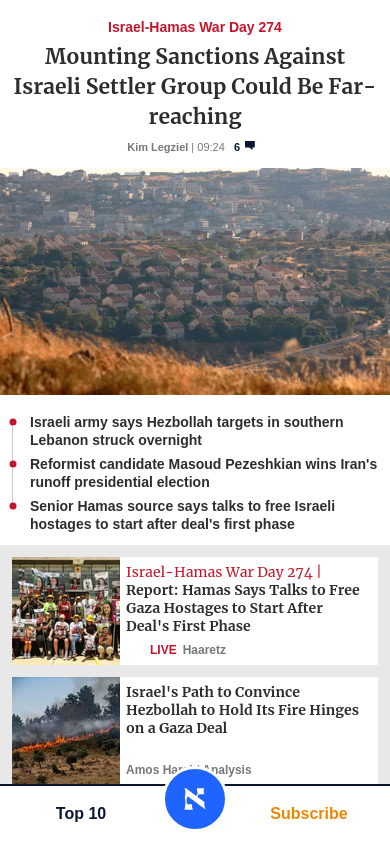 Israel-Hamas War Day 274
Mounting Sanctions Against
Israeli Settler Group Could Be Far-
reaching
Kim Legziel | 09:24 6
Israeli army says Hezbollah targets in southern
Lebanon struck overnight
Reformist candidate Masoud Pezeshkian wins Iran's
runoff presidential election
Senior Hamas source says talks to free Israeli
hostages to start after deal's first phase
Israel-Hamas War Day 274 |
Report: Hamas Says Talks to Free
Gaza Hostages to Start After
Deal's First Phase
LIVE Haaretz
Israel's Path to Convince
Hezbollah to Hold Its Fire Hinges
on a Gaza Deal
Amos Analysis
Top 10
Subscribe